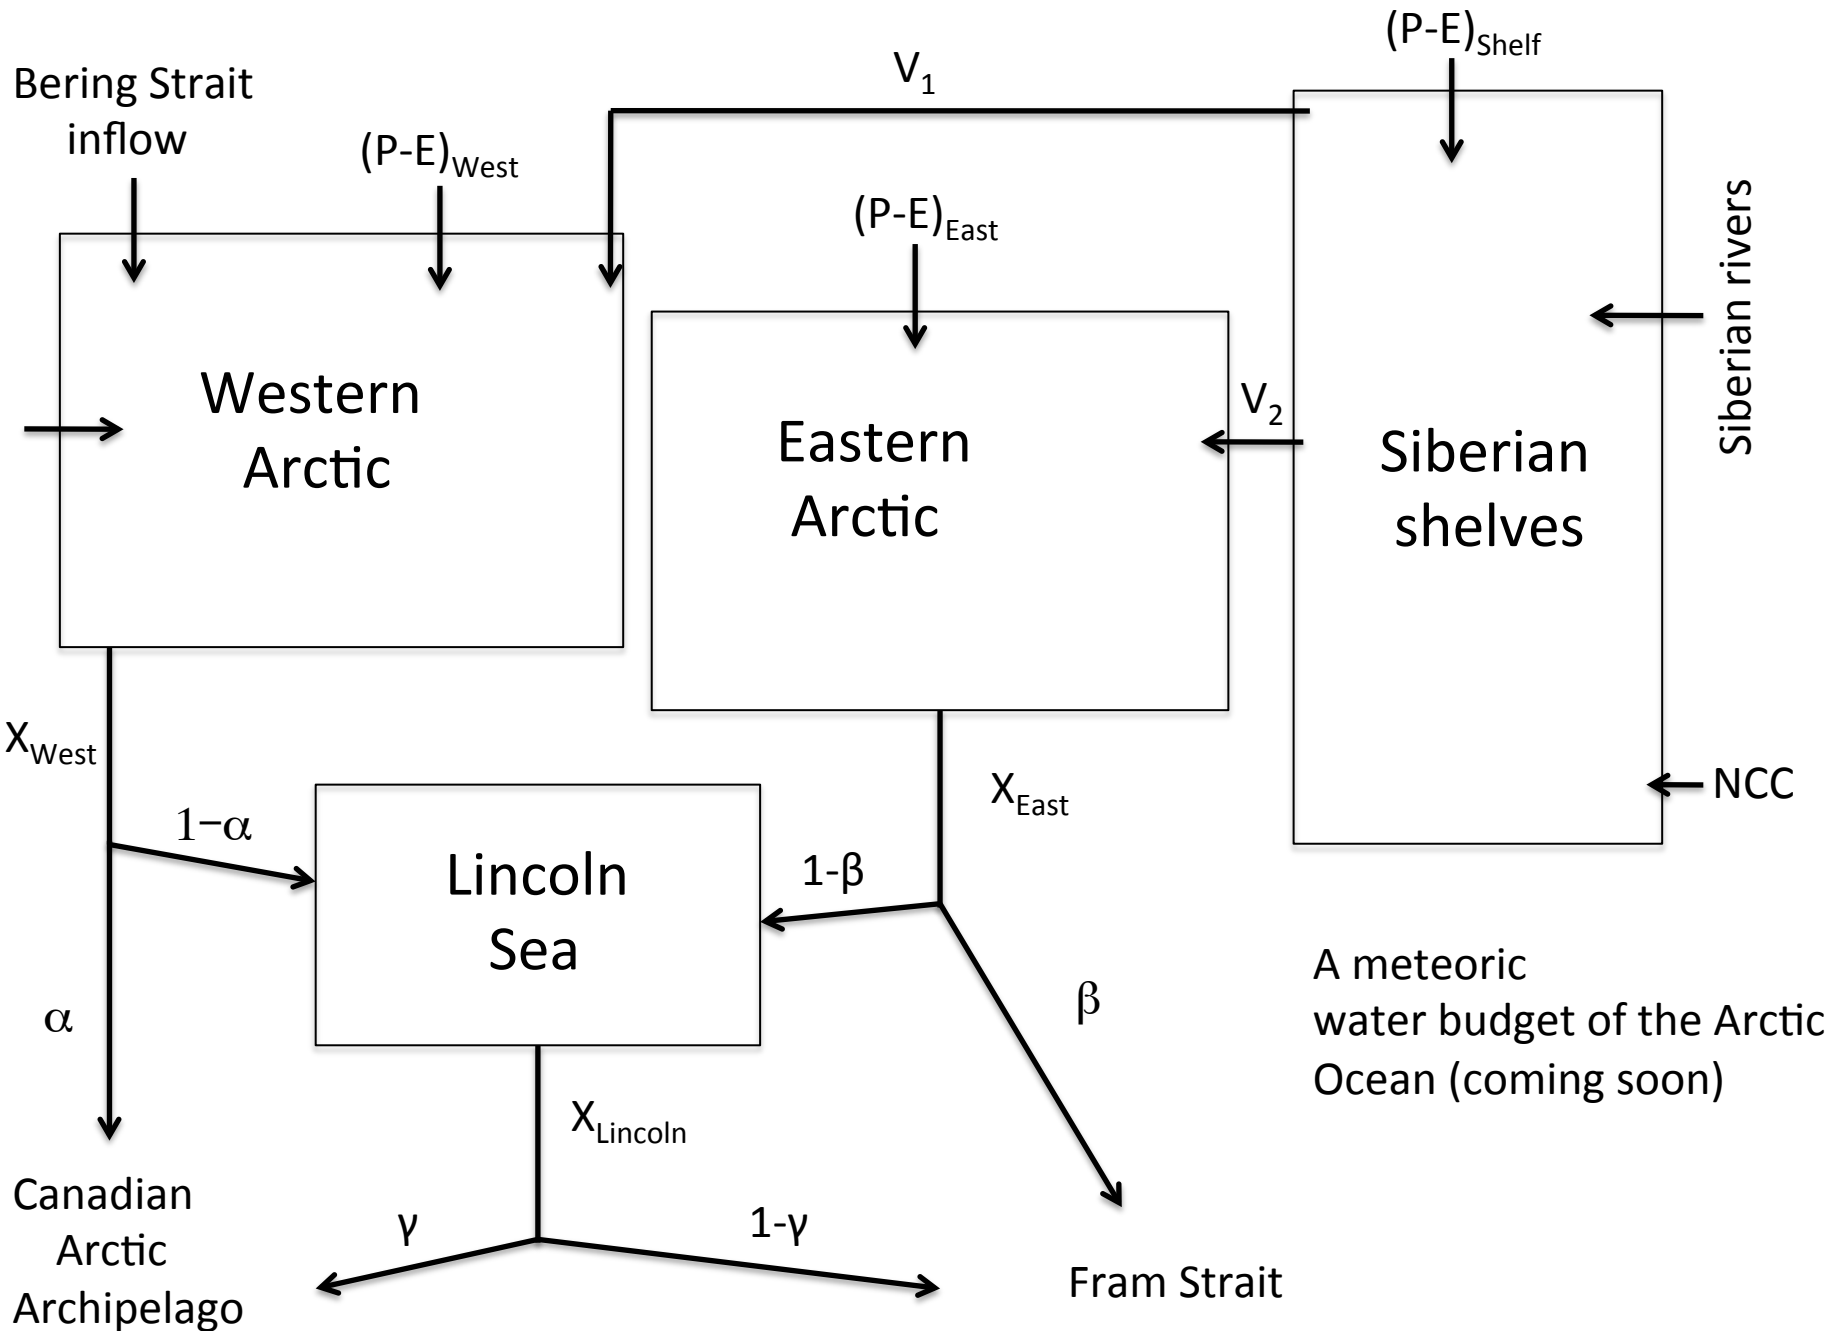 (P-E)Shelf
V1
Bering Strait
inflow
(P-E)West
(P-E)East
Siberian rivers
Western
Arctic
V2
Eastern
Arctic
Siberian
shelves
XWest
XEast
NCC
1−α
1-β
Lincoln
Sea
α
β
A meteoric
water budget of the Arctic
Ocean (coming soon)
XLincoln
Canadian
Arctic
Archipelago
γ
1-γ
Fram Strait